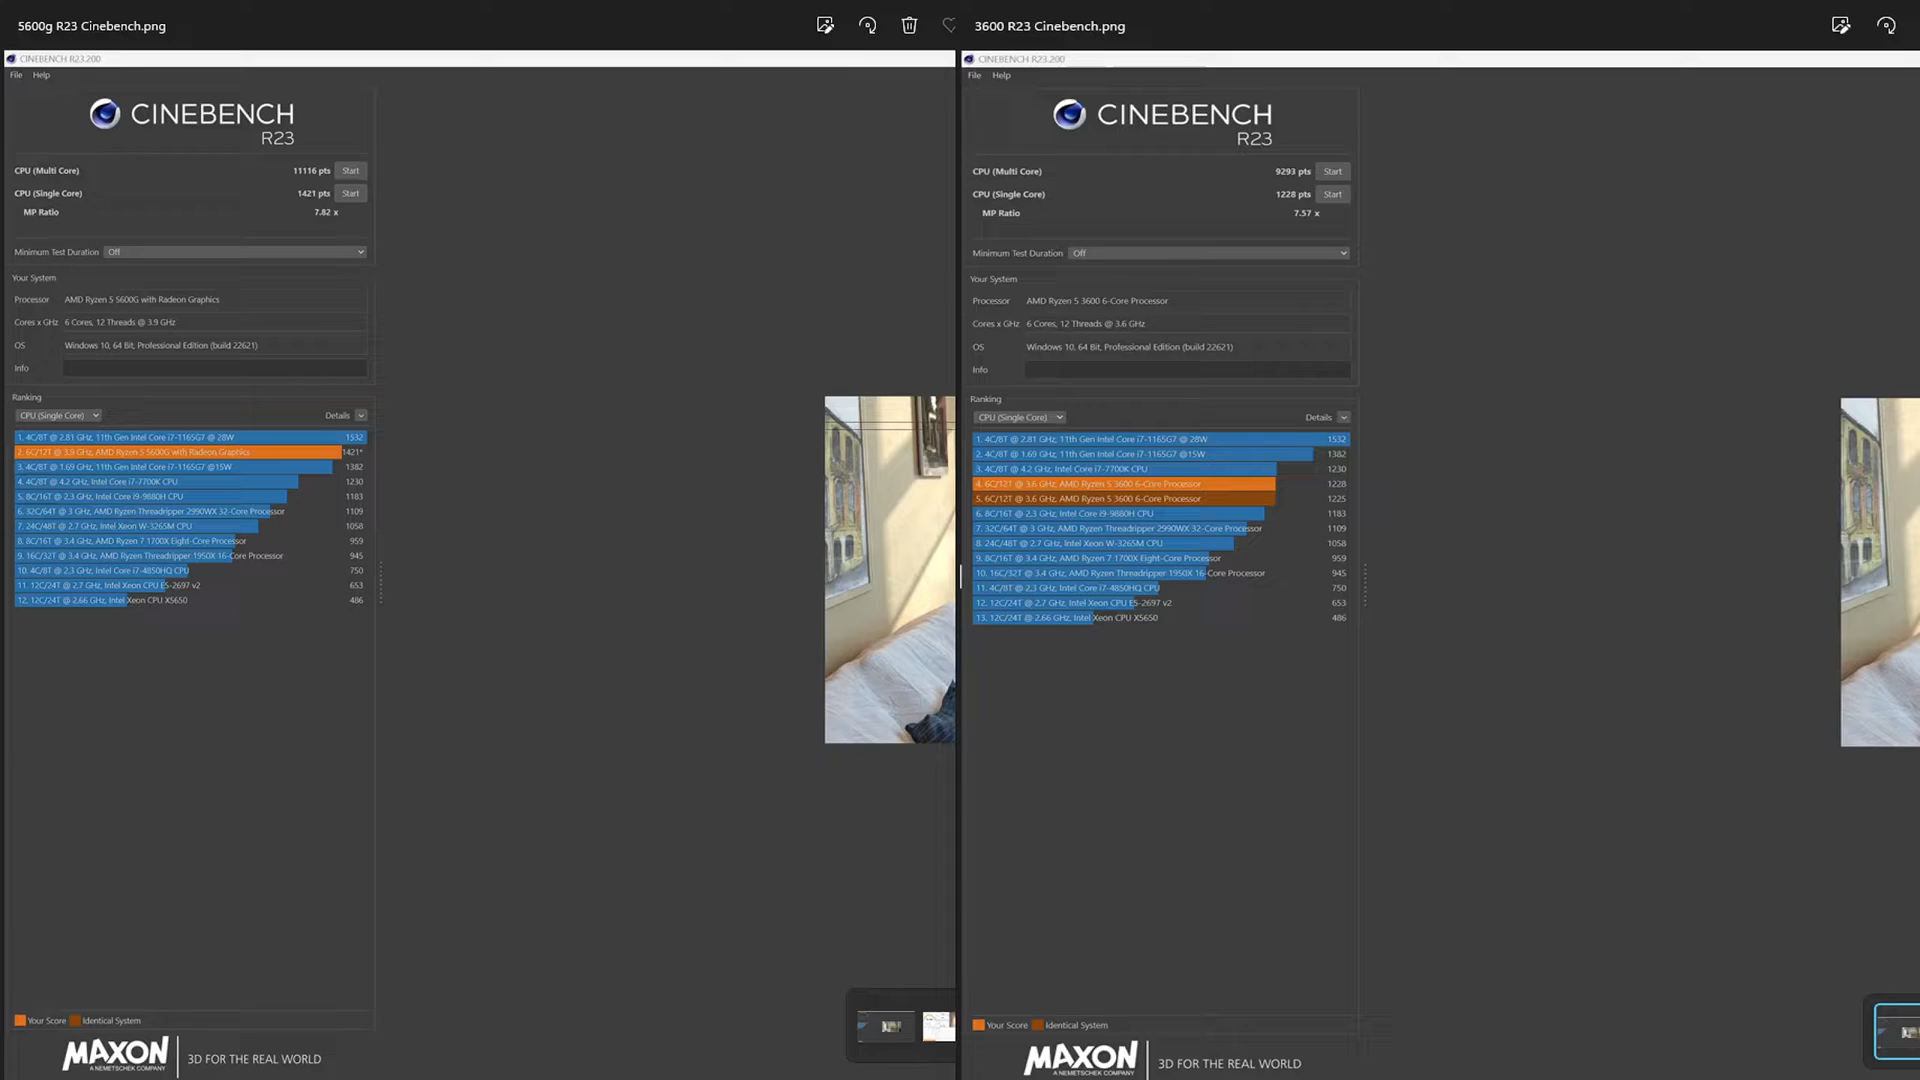 5600g R23 Cinebench.png
CINEBENCH R23.200
File Help
CINEBENCH
R23
CPU (Multi Core) 11116 pts Start
CPU (Single Core) 1421 pts Start
MP Ratio 7.82 x
Minimum Test Duration Off
Your System
Processor AMD Ryzen 5 5600G with Radeon Graphics
Cores x GHz 6 Cores, 12 Threads @ 3.9 GHz
OS Windows 10, 64 Bit, Professional Edition (build 22621)
Info
Ranking
CPU (Single Core) Details
1. 4C/8T @ 2.81 GHz, 11th Gen Intel Core i7-1165G7 @ 28W 1532
2. 6C/12T @ 3.9 GHz, AMD Ryzen 5 5600G with Radeon Graphics 1421*
3. 4C/8T @ 1.69 GHz, 11th Gen Intel Core i7-1165G7 @15W 1382
4. 4C/8T @ 4.2 GHz, Intel Core i7-7700K CPU 1230
5. 8C/16T @ 2.3 GHz, Intel Core i9-9880H CPU 1183
6. 32C/64T @ 3 GHz, AMD Ryzen Threadripper 2990WX 32-Core Processor 1109
7. 24C/48T @ 2.7 GHz, Intel Xeon W-3265M CPU 1058
8. 8C/16T @ 3.4 GHz, AMD Ryzen 7 1700X Eight-Core Processor 959
9. 16C/32T @ 3.4 GHz, AMD Ryzen Threadripper 1950X 16-Core Processor 945
10. 4C/8T @ 2.3 GHz, Intel Core i7-4850HQ CPU 750
11. 12C/24T @ 2.7 GHz, Intel Xeon CPU E5-2697 v2 653
12. 12C/24T @ 2.66 GHz, Intel Xeon CPU X5650 486
Your Score Identical System
MAXON
A NEMETSCHEK COMPANY
3D FOR THE REAL WORLD
3600 R23 Cinebench.png
CINEBENCH R23.200
File Help
CINEBENCH
R23
CPU (Multi Core) 9293 pts Start
CPU (Single Core) 1228 pts Start
MP Ratio 7.57 x
Minimum Test Duration Off
Your System
Processor AMD Ryzen 5 3600 6-Core Processor
Cores x GHz 6 Cores, 12 Threads @ 3.6 GHz
OS Windows 10, 64 Bit, Professional Edition (build 22621)
Info
Ranking
CPU (Single Core) Details
1. 4C/8T @ 2.81 GHz, 11th Gen Intel Core i7-1165G7 @ 28W 1532
2. 4C/8T @ 1.69 GHz, 11th Gen Intel Core i7-1165G7 @15W 1382
3. 4C/8T @ 4.2 GHz, Intel Core i7-7700K CPU 1230
4. 6C/12T @ 3.6 GHz, AMD Ryzen 5 3600 6-Core Processor 1228
5. 6C/12T @ 3.6 GHz, AMD Ryzen 5 3600 6-Core Processor 1225
6. 8C/16T @ 2.3 GHz, Intel Core i9-9880H CPU 1183
7. 32C/64T @ 3 GHz, AMD Ryzen Threadripper 2990WX 32-Core Processor 1109
8. 24C/48T @ 2.7 GHz, Intel Xeon W-3265M CPU 1058
9. 8C/16T @ 3.4 GHz, AMD Ryzen 7 1700X Eight-Core Processor 959
10. 16C/32T @ 3.4 GHz, AMD Ryzen Threadripper 1950X 16-Core Processor 945
11. 4C/8T @ 2.3 GHz, Intel Core i7-4850HQ CPU 750
12. 12C/24T @ 2.7 GHz, Intel Xeon CPU E5-2697 v2 653
13. 12C/24T @ 2.66 GHz, Intel Xeon CPU X5650 486
Your Score Identical System
MAXON
A NEMETSCHEK COMPANY
3D FOR THE REAL WORLD